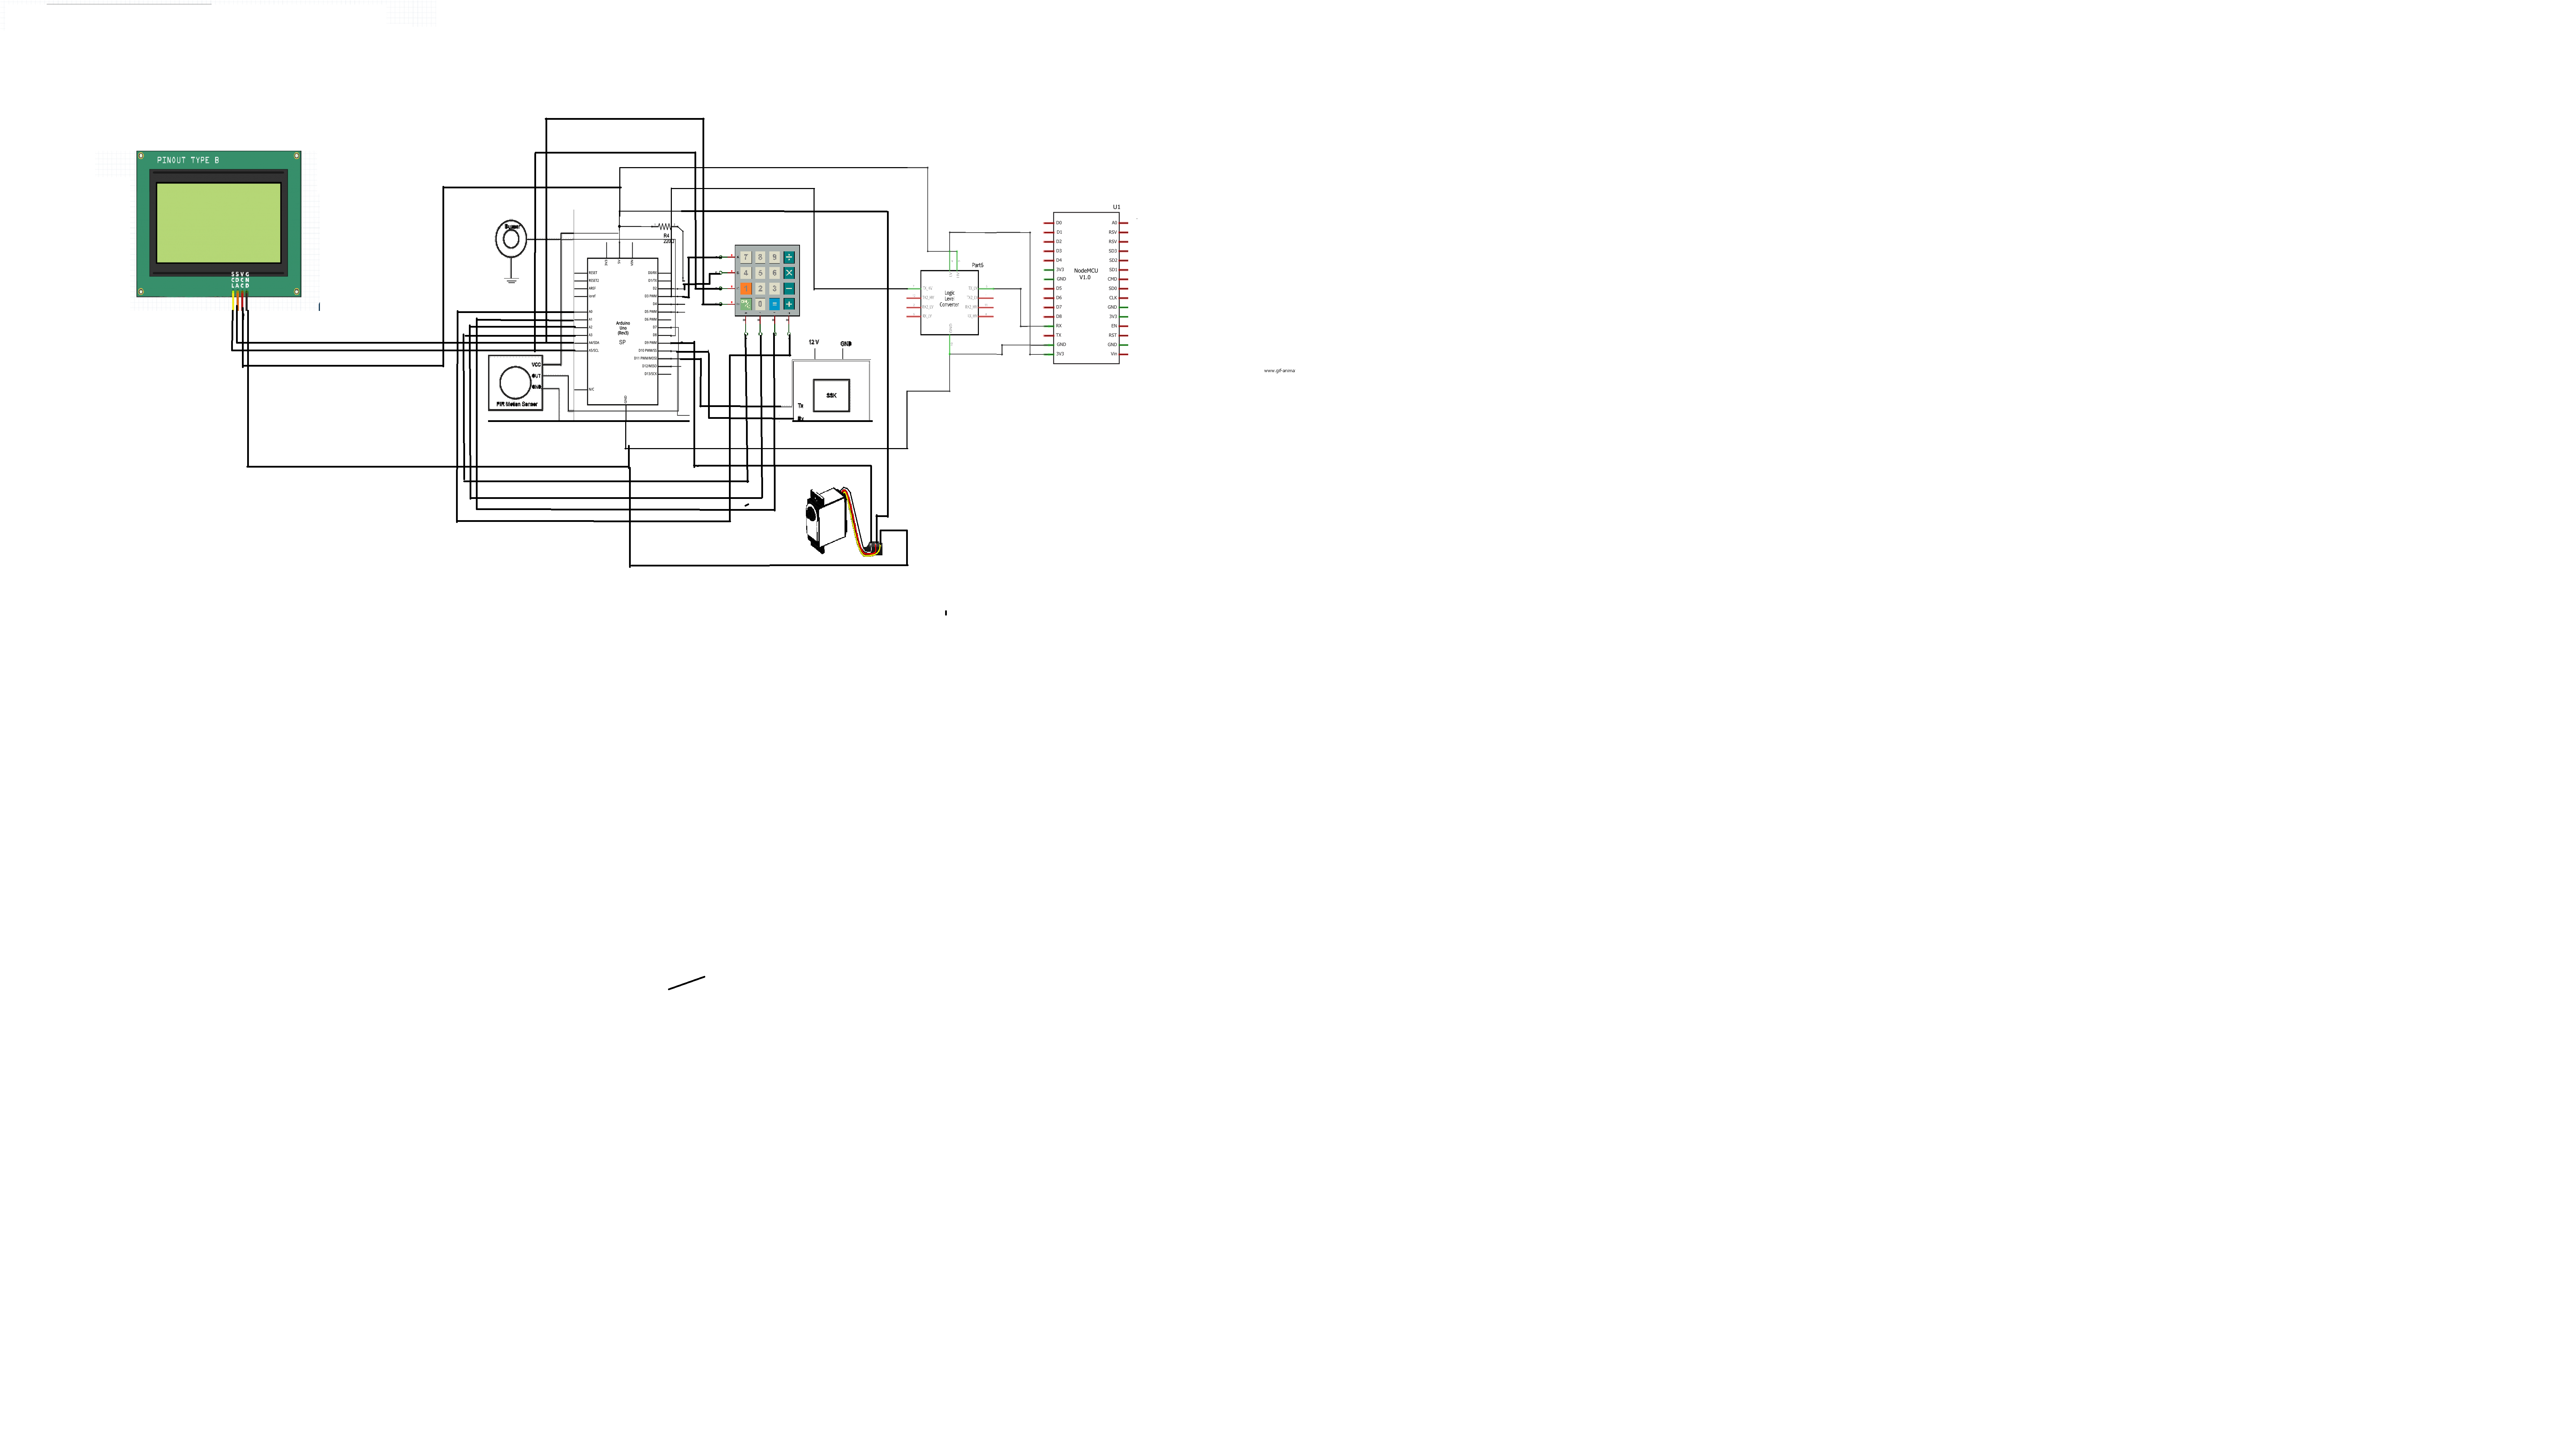 PINOUT TYPE B
S S V G
C D C N
L A C D
Buzzer
R4
220Ω
RESET
RESET2
AREF
ioref
A0
A1
A2
A3
A4/SDA
A5/SCL
N/C
3V3
5V
VIN
D0/RX
D1/TX
D2
D3 PWM
D4
D5 PWM
D6 PWM
D7
D8
D9 PWM
D10 PWM/SS
D11 PWM/MOSI
D12/MISO
D13/SCK
GND
Arduino
Uno
(Rev3)
SP
VCC
OUT
GND
PIR Motion Sensor
7 8 9 ÷
4 5 6 ×
1 2 3 −
0 = +
12 V
GND
SSK
Tx
Rx
Part5
Logic
Level
Convertor
U1
NodeMCU
V1.0
D0
D1
D2
D3
D4
3V3
GND
D5
D6
D7
D8
RX
TX
GND
3V3
A0
RSV
RSV
SD3
SD2
SD1
CMD
SD0
CLK
GND
3V3
EN
RST
GND
Vin
www.gif-anima